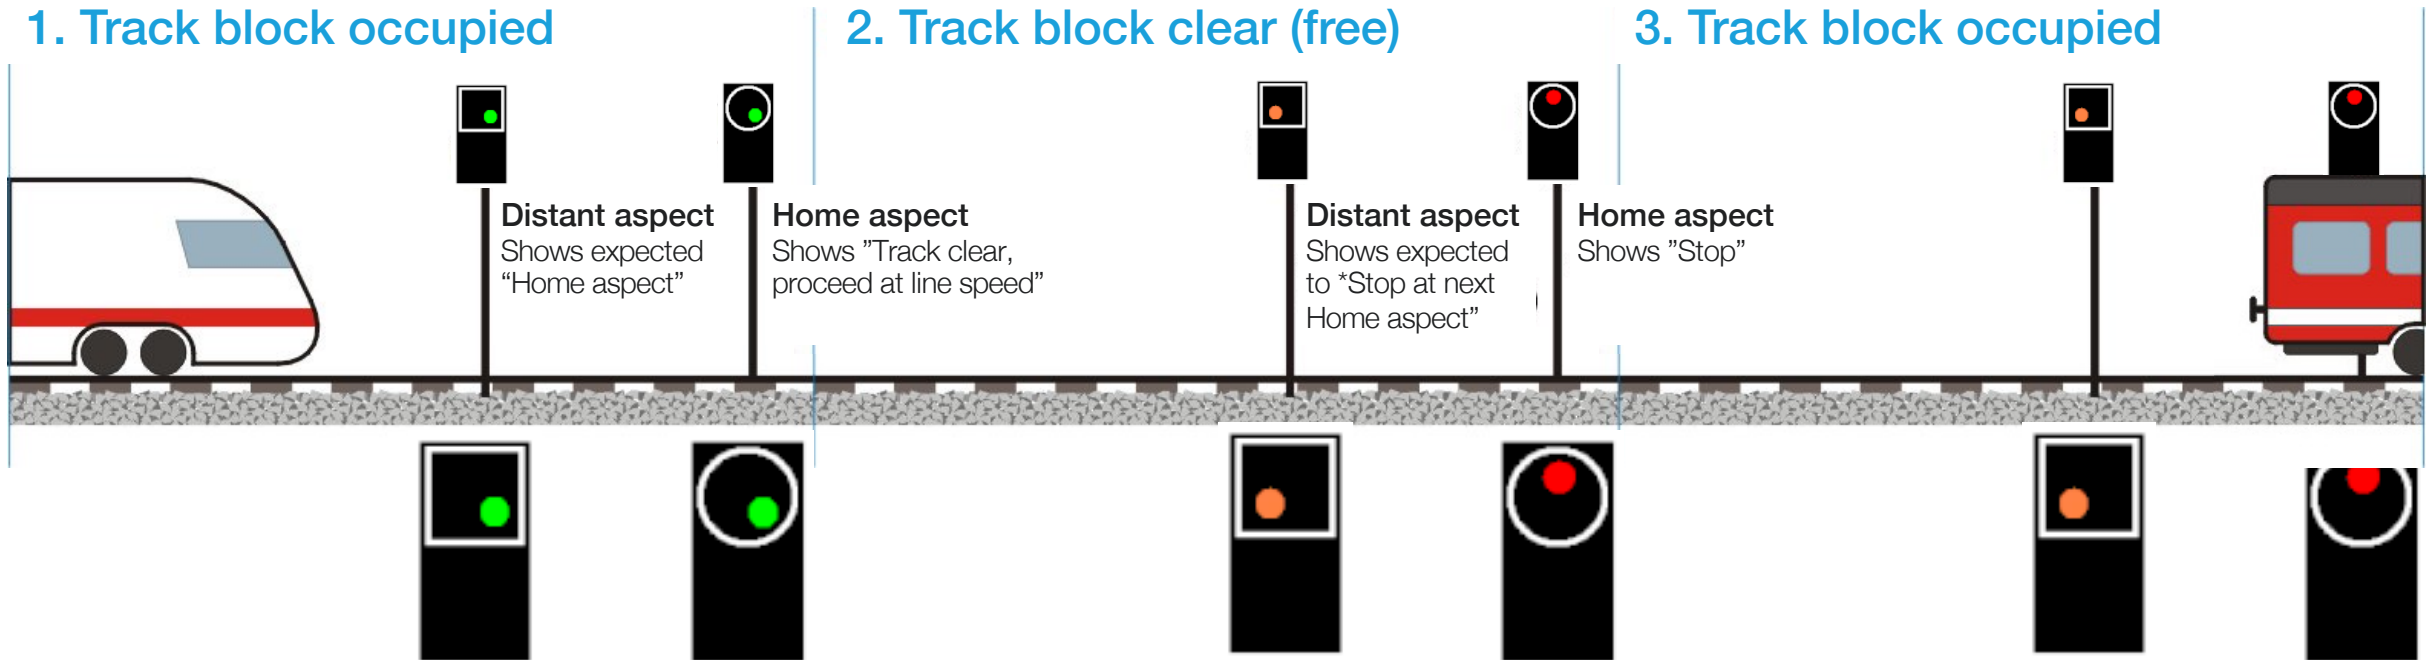 1. Track block occupied
2. Track block clear (free)
3. Track block occupied
Distant aspect
Shows expected
“Home aspect”
Home aspect
Shows ”Track clear,
proceed at line speed”
Distant aspect
Shows expected
to *Stop at next
Home aspect”
Home aspect
Shows ”Stop”